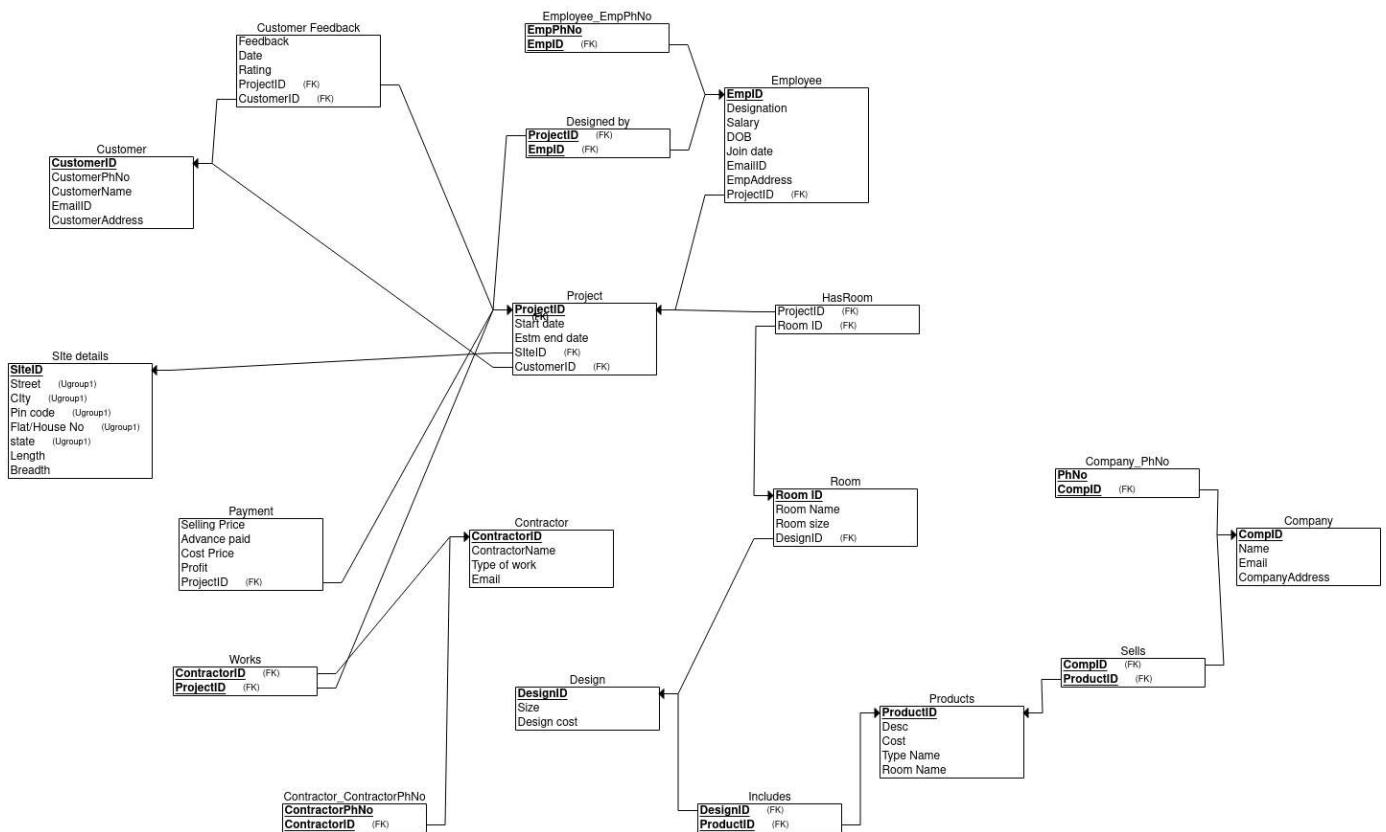 Employee_EmpPhNo
EmpPhNo
EmpID (FK)
Customer Feedback
Feedback
Date
Rating
ProjectID (FK)
CustomerID (FK)
Employee
EmpID
Designation
Salary
DOB
Join date
EmailID
EmpAddress
ProjectID (FK)
Designed by
ProjectID (FK)
EmpID (FK)
Customer
CustomerID
CustomerPhNo
CustomerName
EmailID
CustomerAddress
Project
ProjectID
(FK)
Start date
Estm end date
SIteID (FK)
CustomerID (FK)
HasRoom
ProjectID (FK)
Room ID (FK)
SIte details
SIteID
Street (Ugroup1)
CIty (Ugroup1)
Pin code (Ugroup1)
Flat/House No (Ugroup1)
state (Ugroup1)
Length
Breadth
Company_PhNo
PhNo
CompID (FK)
Room
Room ID
Room Name
Room size
DesignID (FK)
Payment
Selling Price
Advance paid
Cost Price
Profit
ProjectID (FK)
Contractor
ContractorID
ContractorName
Type of work
Email
Company
CompID
Name
Email
CompanyAddress
Works
ContractorID (FK)
ProjectID (FK)
Sells
CompID (FK)
ProductID (FK)
Design
DesignID
Size
Design cost
Products
ProductID
Desc
Cost
Type Name
Room Name
Contractor_ContractorPhNo
ContractorPhNo
ContractorID (FK)
Includes
DesignID (FK)
ProductID (FK)